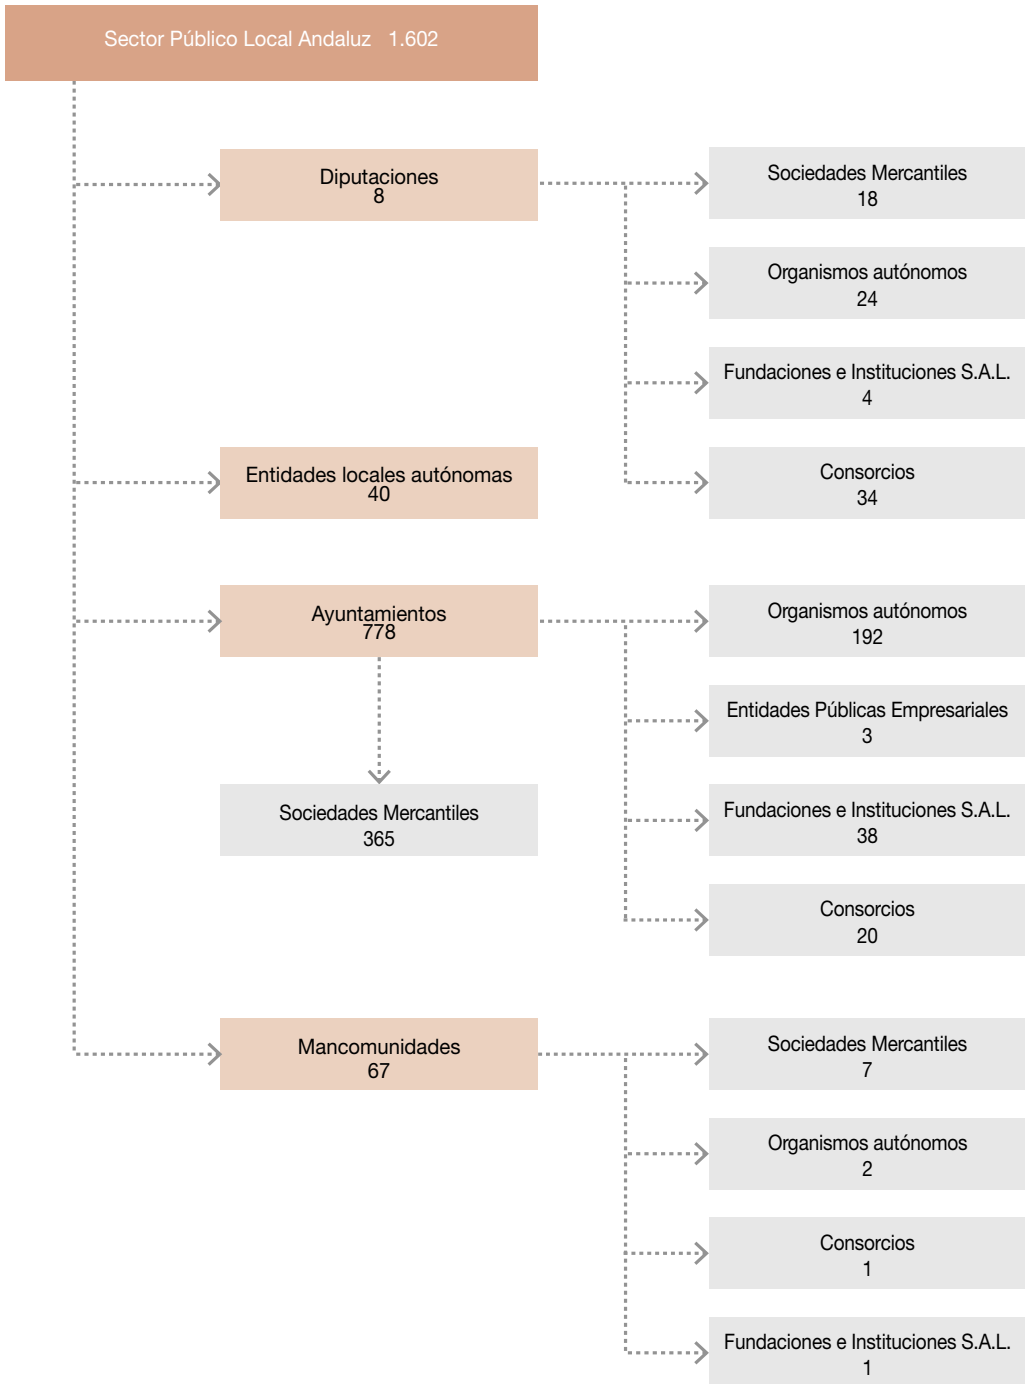 Sector Público Local Andaluz 1.602
Diputaciones
8
Sociedades Mercantiles
18
Organismos autónomos
24
Fundaciones e Instituciones S.A.L.
4
Consorcios
34
Entidades locales autónomas
40
Ayuntamientos
778
Organismos autónomos
192
Entidades Públicas Empresariales
3
Fundaciones e Instituciones S.A.L.
38
Consorcios
20
Sociedades Mercantiles
365
Mancomunidades
67
Sociedades Mercantiles
7
Organismos autónomos
2
Consorcios
1
Fundaciones e Instituciones S.A.L.
1